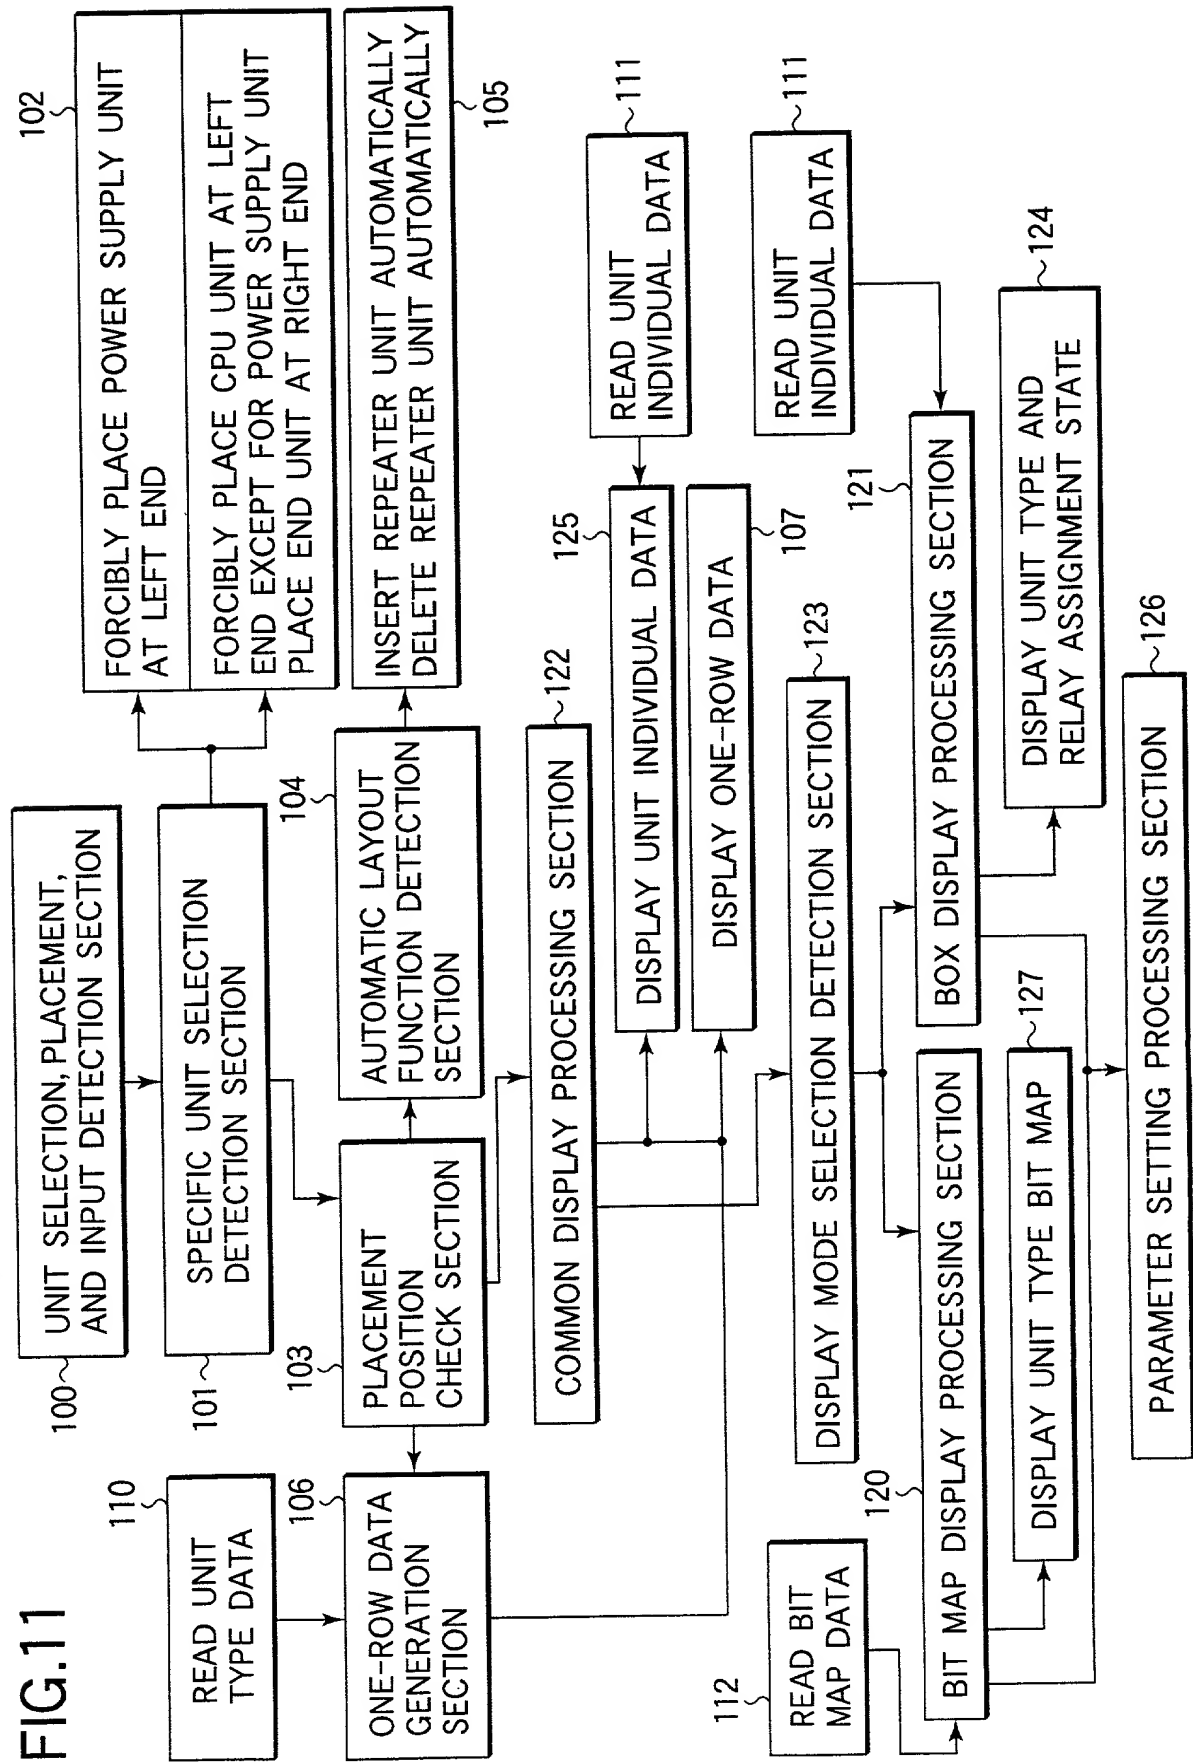 FIG.11
100
UNIT SELECTION, PLACEMENT,
AND INPUT DETECTION SECTION
101
SPECIFIC UNIT SELECTION
DETECTION SECTION
102
FORCIBLY PLACE POWER SUPPLY UNIT
AT LEFT END
FORCIBLY PLACE CPU UNIT AT LEFT
END EXCEPT FOR POWER SUPPLY UNIT
PLACE END UNIT AT RIGHT END
110
READ UNIT
TYPE DATA
103
PLACEMENT
POSITION
CHECK SECTION
104
AUTOMATIC LAYOUT
FUNCTION DETECTION
SECTION
INSERT REPEATER UNIT AUTOMATICALLY
DELETE REPEATER UNIT AUTOMATICALLY
105
106
ONE-ROW DATA
GENERATION
SECTION
122
COMMON DISPLAY PROCESSING SECTION
125
DISPLAY UNIT INDIVIDUAL DATA
111
READ UNIT
INDIVIDUAL DATA
107
DISPLAY ONE-ROW DATA
111
READ UNIT
INDIVIDUAL DATA
123
DISPLAY MODE SELECTION DETECTION SECTION
112
READ BIT
MAP DATA
120
BIT MAP DISPLAY PROCESSING SECTION
121
BOX DISPLAY PROCESSING SECTION
124
DISPLAY UNIT TYPE AND
RELAY ASSIGNMENT STATE
127
DISPLAY UNIT TYPE BIT MAP
126
PARAMETER SETTING PROCESSING SECTION